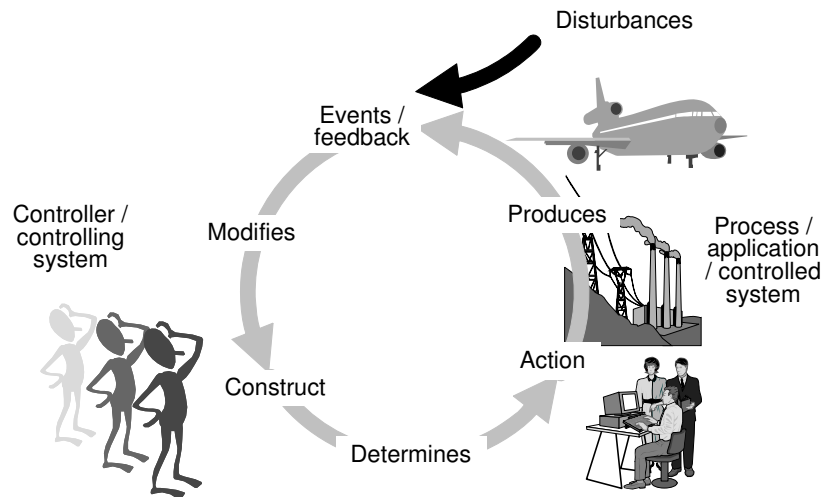 Disturbances
Events /
feedback
Produces
Modifies
Controller /
controlling
system
Process /
application
/ controlled
system
Action
Construct
Determines